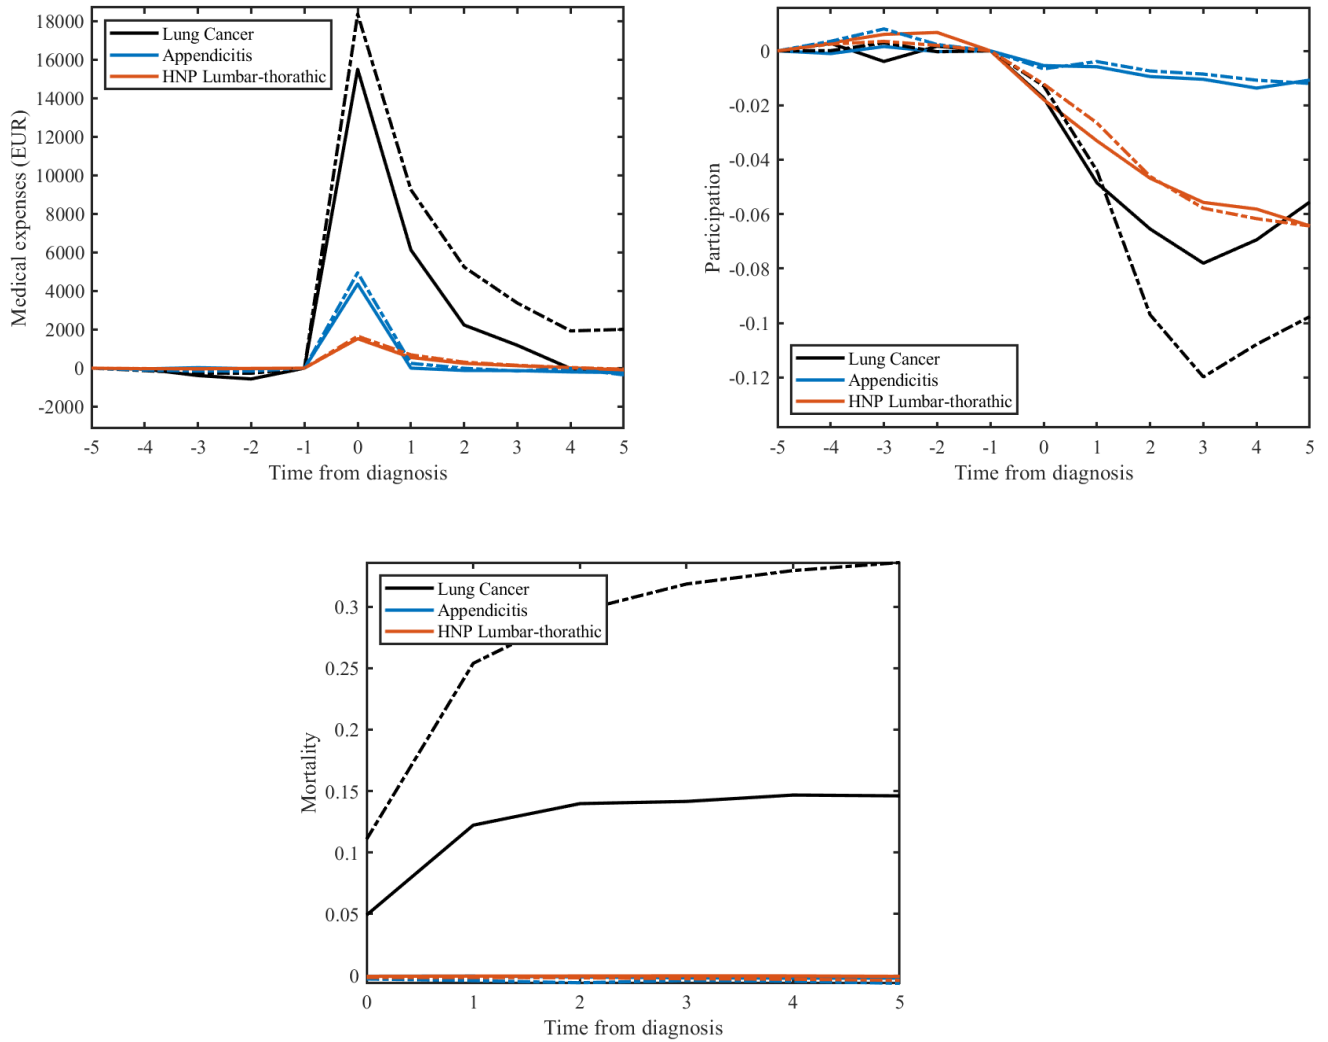 18000
16000
14000
12000
10000
8000
6000
4000
2000
0
-2000
Medical expenses (EUR)
Lung Cancer
Appendicitis
HNP Lumbar-thorathic
-5 -4 -3 -2 -1 0 1 2 3 4 5
Time from diagnosis
0
-0.02
-0.04
-0.06
-0.08
-0.1
-0.12
Participation
Lung Cancer
Appendicitis
HNP Lumbar-thorathic
-5 -4 -3 -2 -1 0 1 2 3 4 5
Time from diagnosis
0.3
0.25
0.2
0.15
0.1
0.05
0
Mortality
Lung Cancer
Appendicitis
HNP Lumbar-thorathic
0 1 2 3 4 5
Time from diagnosis